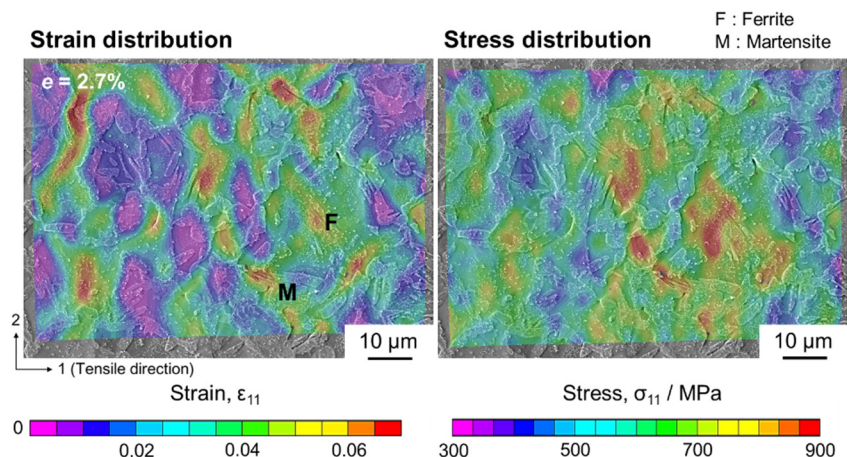 F : Ferrite
M : Martensite
Strain distribution
Stress distribution
e = 2.7%
F
M
2
1 (Tensile direction)
10 μm
10 μm
Strain, ε11
Stress, σ11 / MPa
0
0.02
0.04
0.06
300
500
700
900